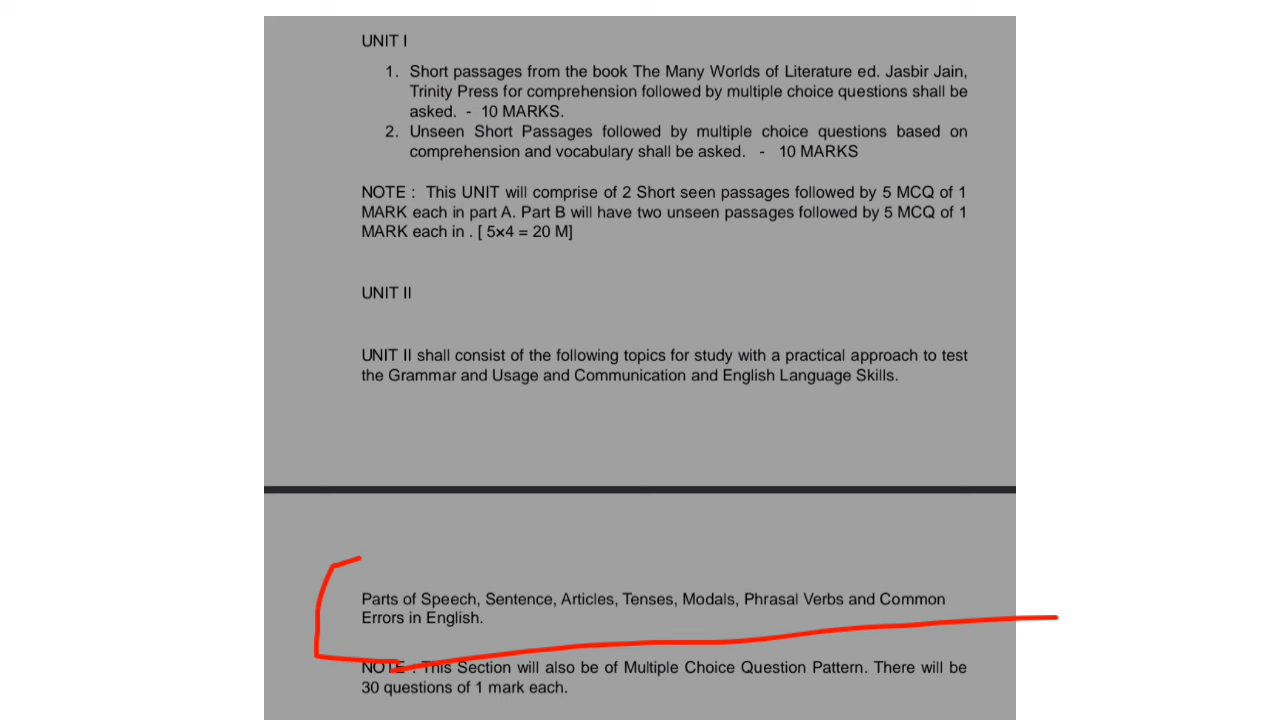 UNIT I
1. Short passages from the book The Many Worlds of Literature ed. Jasbir Jain,
Trinity Press for comprehension followed by multiple choice questions shall be
asked. - 10 MARKS.
2. Unseen Short Passages followed by multiple choice questions based on
comprehension and vocabulary shall be asked. - 10 MARKS
NOTE : This UNIT will comprise of 2 Short seen passages followed by 5 MCQ of 1
MARK each in part A. Part B will have two unseen passages followed by 5 MCQ of 1
MARK each in . [ 5×4 = 20 M]
UNIT II
UNIT II shall consist of the following topics for study with a practical approach to test
the Grammar and Usage and Communication and English Language Skills.
Parts of Speech, Sentence, Articles, Tenses, Modals, Phrasal Verbs and Common
Errors in English.
NOTE : This Section will also be of Multiple Choice Question Pattern. There will be
30 questions of 1 mark each.